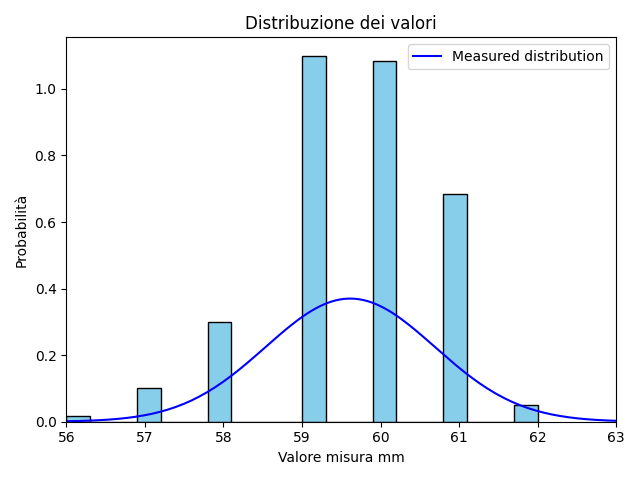 Distribuzione dei valori
Measured distribution
Probabilità
1.0
0.8
0.6
0.4
0.2
0.0
56 57 58 59 60 61 62 63
Valore misura mm